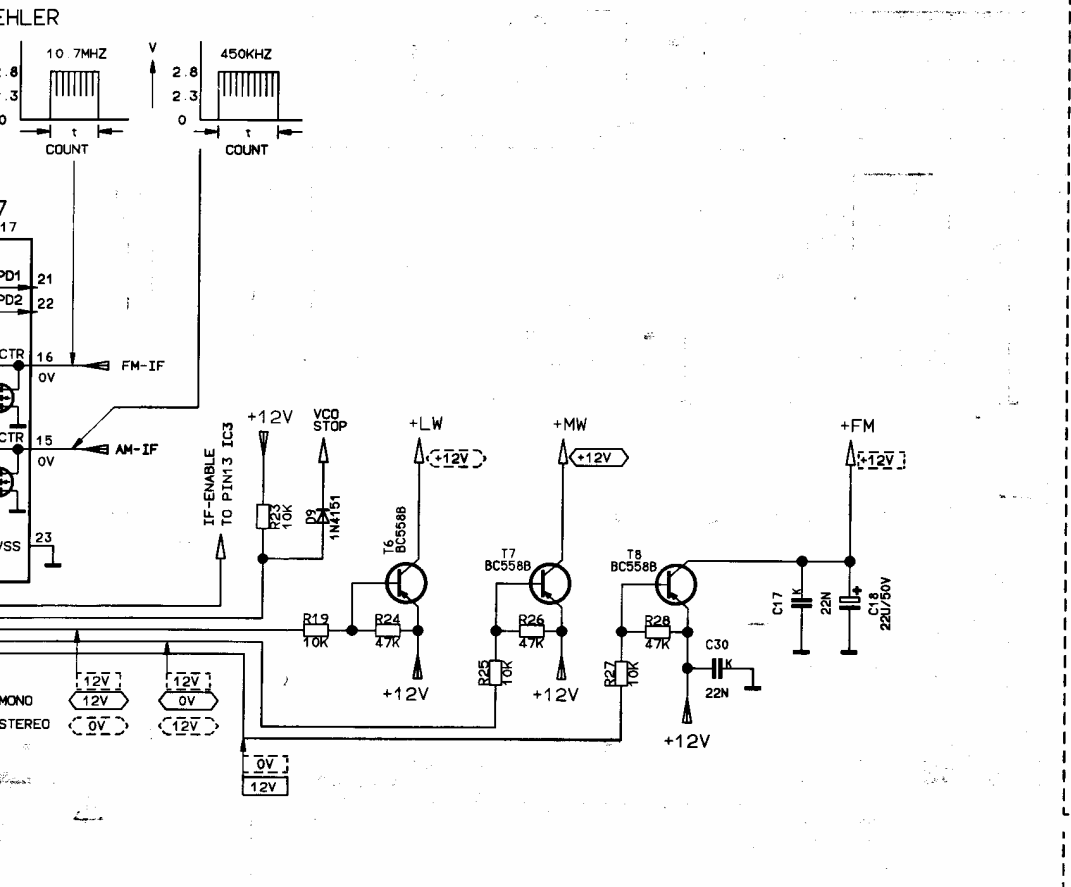 EHLER
10.7MHZ
V
450KHZ
2.8
2.3
0
2.8
2.3
0
t
COUNT
t
COUNT
7
17
PD1 21
PD2 22
CTR 16
0V
FM-IF
CTR 15
0V
AM-IF
VSS 23
IF-ENABLE
TO PIN13 IC3
+12V
VCO
STOP
+LW
+12V
+MW
+12V
+FM
+12V
R23
10K
D9
1N4151
T6
BC558B
T7
BC558B
T8
BC558B
R19
10K
R24
47K
+12V
R26
47K
R25
10K
+12V
R28
47K
R27
10K
C30
K
22N
+12V
C17
K
22N
+
C18
22U/50V
12V
12V
MONO 12V 0V
STEREO 0V 12V
0V
12V